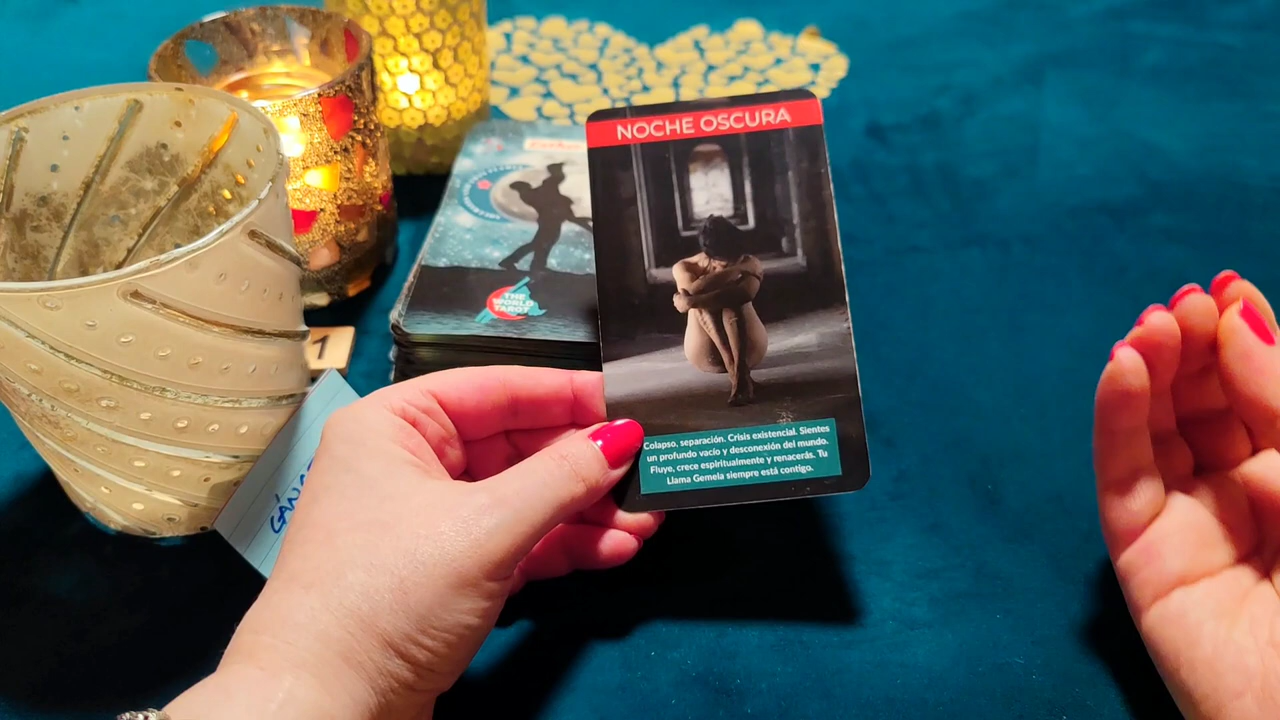 NOCHE OSCURA
Colapso, separación. Crisis existencial. Sientes
un profundo vacío y desconexión del mundo.
Fluye, crece espiritualmente y renacerás. Tu
Llama Gemela siempre está contigo.
THE
WORLD
TAROT
1